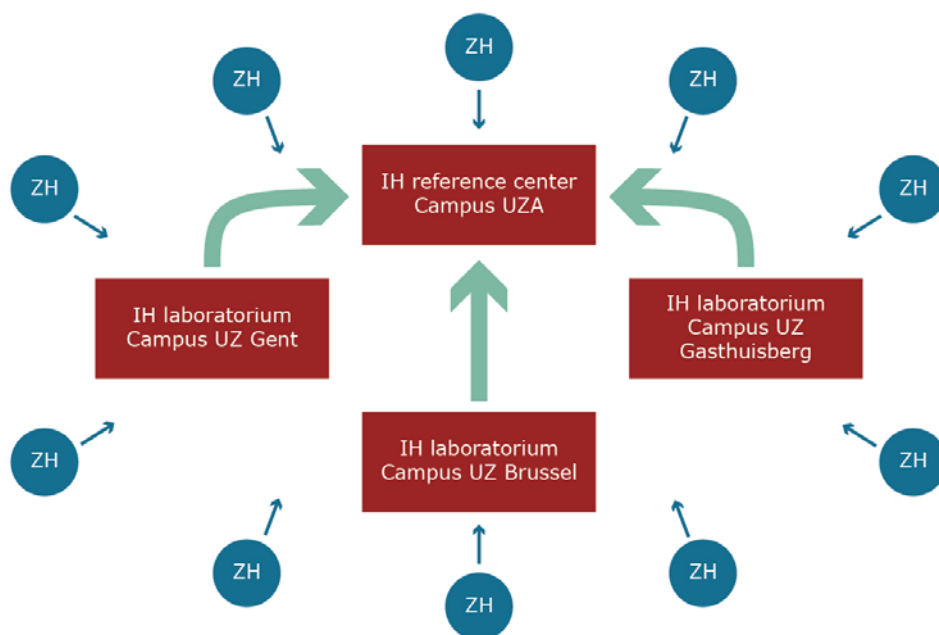 ZH
ZH
ZH
ZH
ZH
IH reference center
Campus UZA
IH laboratorium
Campus UZ Gent
IH laboratorium
Campus UZ
Gasthuisberg
IH laboratorium
Campus UZ Brussel
ZH
ZH
ZH
ZH
ZH